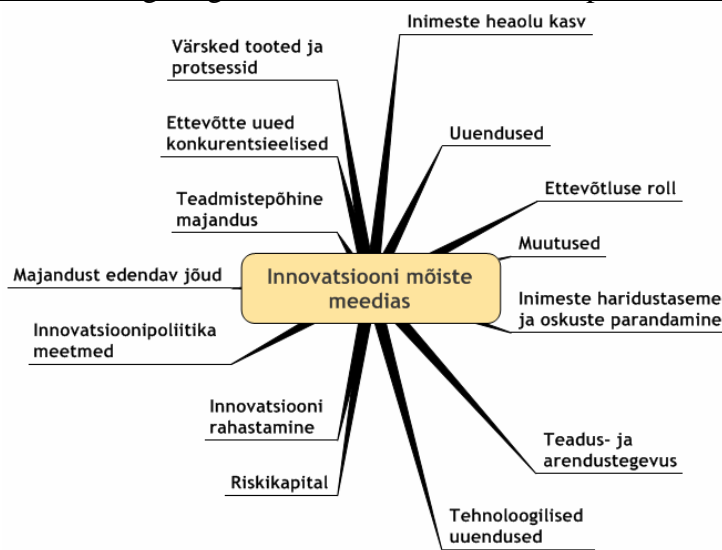 Inimeste heaolu kasv
Värsked tooted ja
protsessid
Ettevõtte uued
konkurentsieelised
Uuendused
Teadmistepõhine
majandus
Ettevõtluse roll
Muutused
Majandust edendav jõud
Innovatsiooni mõiste
meedias
Inimeste haridustaseme
ja oskuste parandamine
Innovatsioonipoliitika
meetmed
Innovatsiooni
rahastamine
Teadus- ja
arendustegevus
Riskikapital
Tehnoloogilised
uuendused